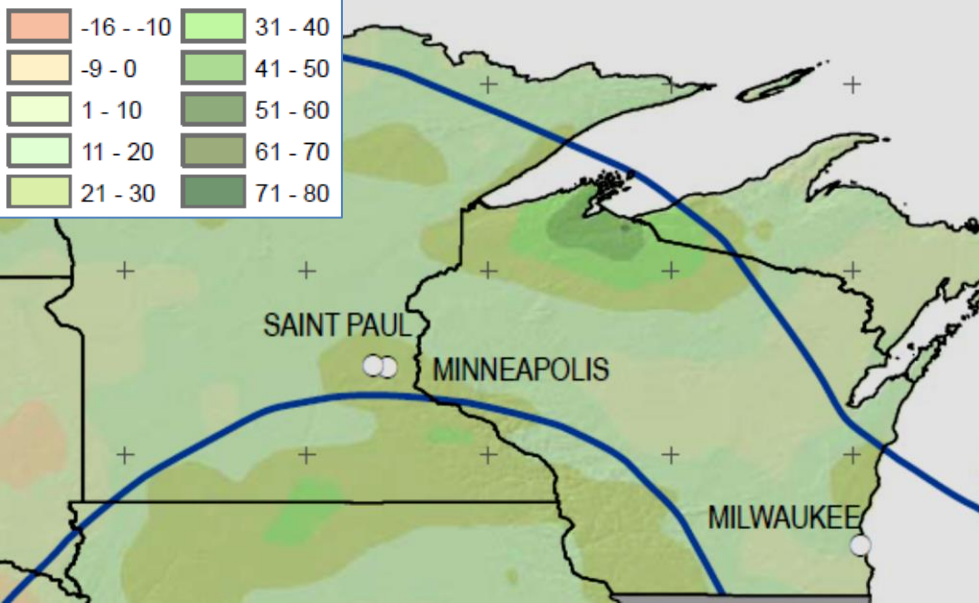 -16 - -10 31 - 40
-9 - 0 41 - 50
1 - 10 51 - 60
11 - 20 61 - 70
21 - 30 71 - 80
SAINT PAUL
MINNEAPOLIS
MILWAUKEE